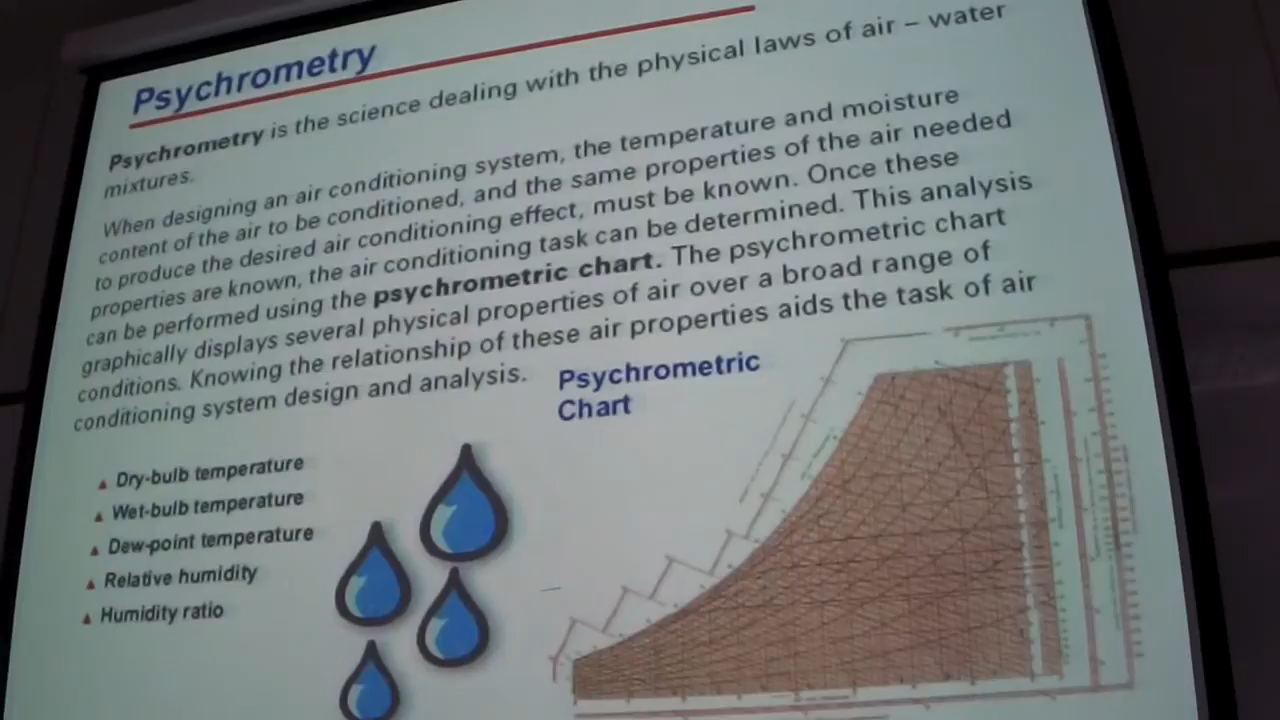 Psychrometry
Psychrometry is the science dealing with the physical laws of air – water
mixtures.
When designing an air conditioning system, the temperature and moisture
content of the air to be conditioned, and the same properties of the air needed
to produce the desired air conditioning effect, must be known. Once these
properties are known, the air conditioning task can be determined. This analysis
can be performed using the psychrometric chart. The psychrometric chart
graphically displays several physical properties of air over a broad range of
conditions. Knowing the relationship of these air properties aids the task of air
conditioning system design and analysis.
Psychrometric
Chart
Dry-bulb temperature
Wet-bulb temperature
Dew-point temperature
Relative humidity
Humidity ratio